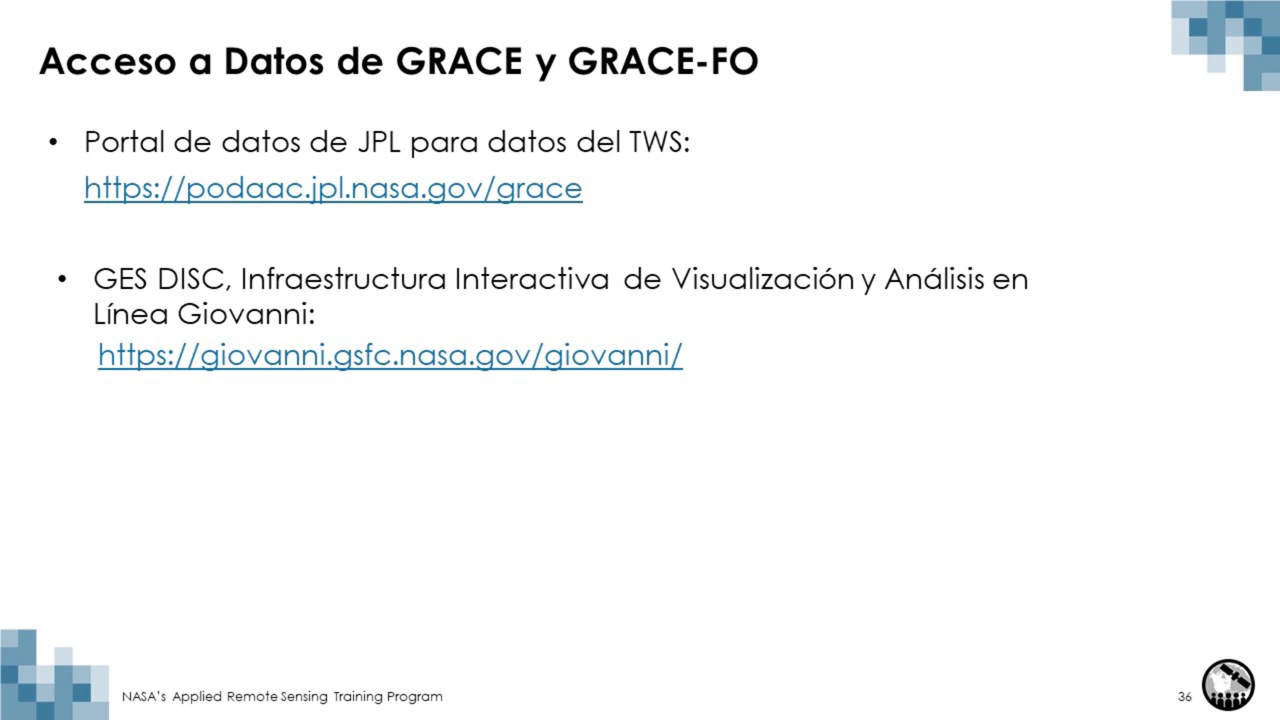 Acceso a Datos de GRACE y GRACE-FO
• Portal de datos de JPL para datos del TWS:
https://podaac.jpl.nasa.gov/grace
• GES DISC, Infraestructura Interactiva de Visualización y Análisis en
Línea Giovanni:
https://giovanni.gsfc.nasa.gov/giovanni/
NASA's Applied Remote Sensing Training Program
36